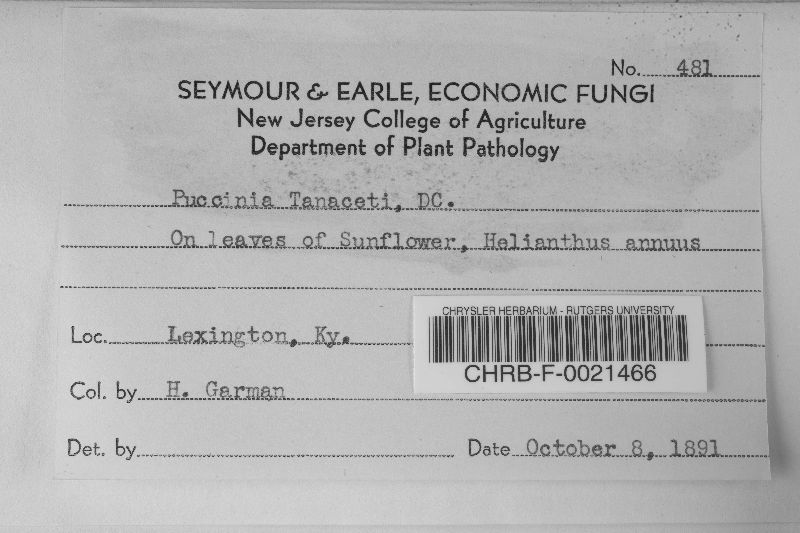 No. 481
SEYMOUR & EARLE, ECONOMIC FUNGI
New Jersey College of Agriculture
Department of Plant Pathology
Puccinia Tanaceti, DC.
On leaves of Sunflower, Helianthus annuus
Loc. Lexington, Ky.
CHRYSLER HERBARIUM - RUTGERS UNIVERSITY
CHRB-F-0021466
Col. by H. Garman
Det. by
Date October 8, 1891